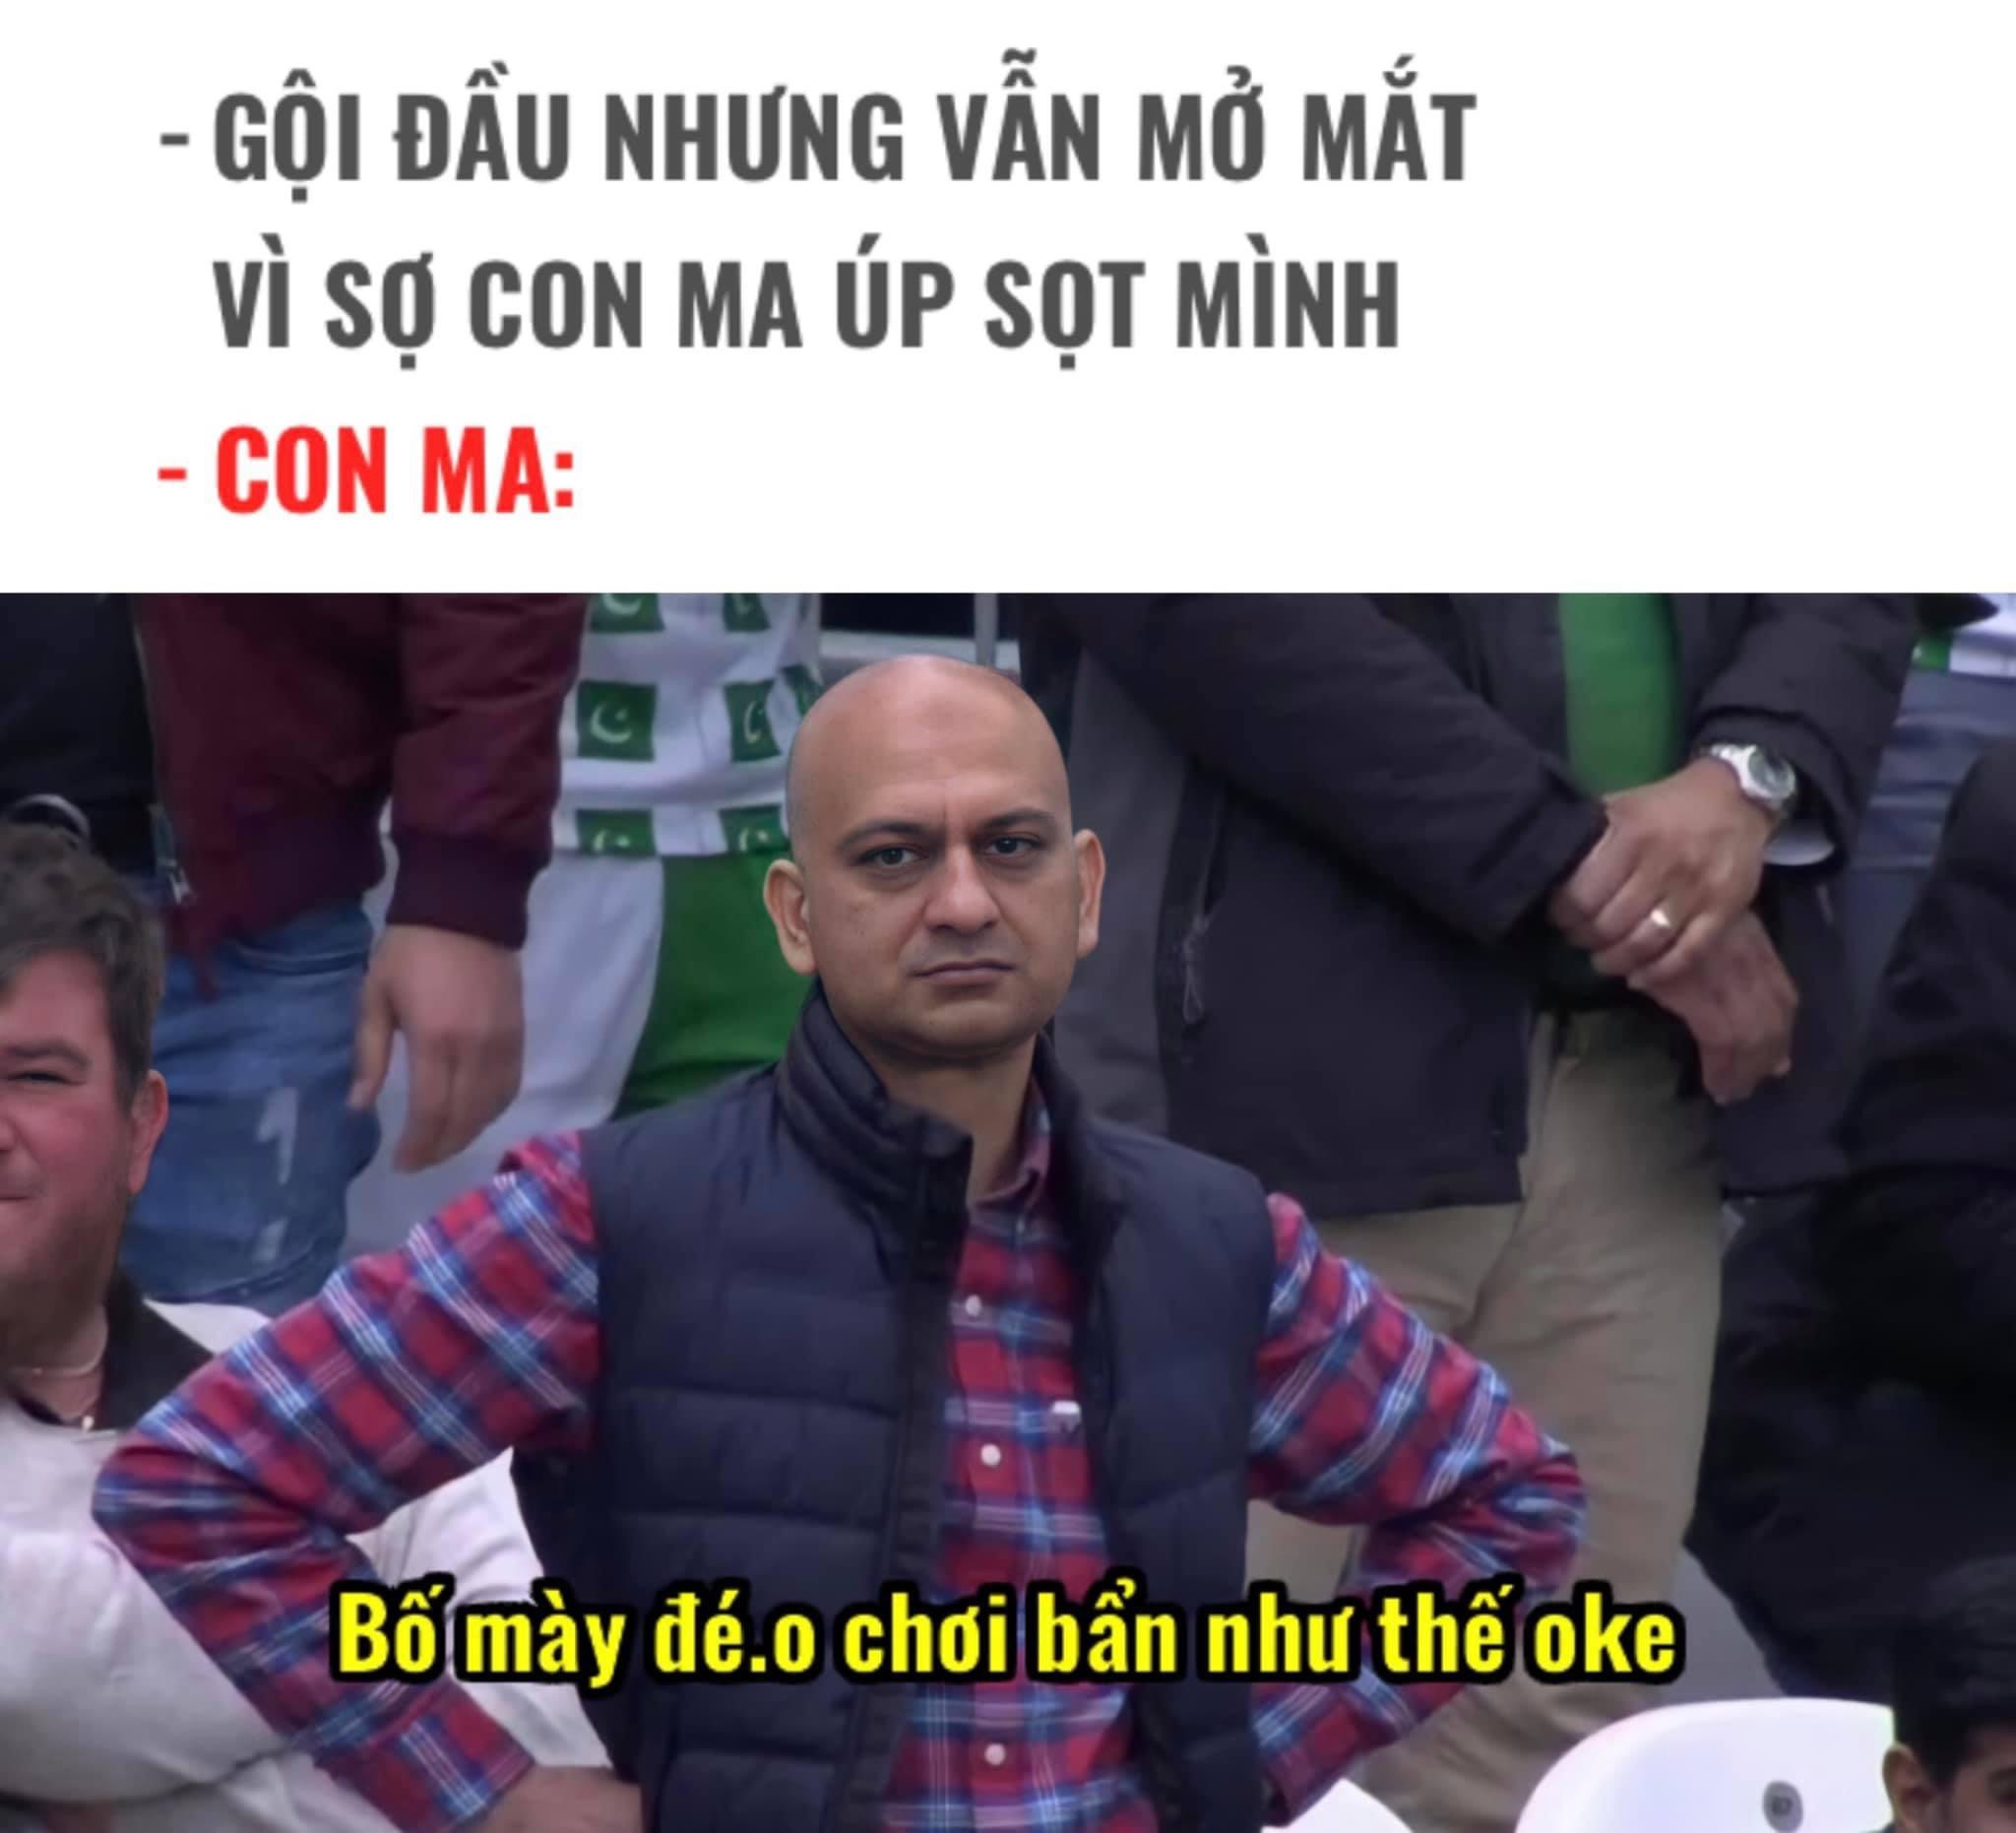 - GỘI ĐẦU NHƯNG VẪN MỞ MẮT
VÌ SỢ CON MA ÚP SỌT MÌNH
- CON MA:
Bố mày đé.o chơi bẩn như thế oke